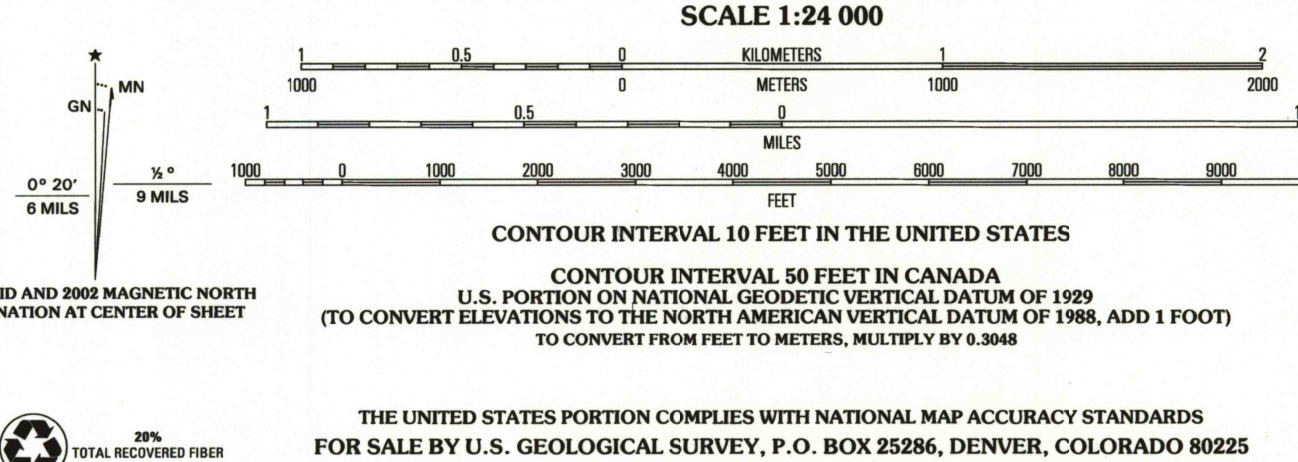 SCALE 1:24 000
1 0.5 0 KILOMETERS 1 2
1000 0 METERS 1000 2000
1 0.5 0 1
MILES
1000 0 1000 2000 3000 4000 5000 6000 7000 8000 9000
FEET
★
MN
GN
0° 20′ ½ °
6 MILS 9 MILS
ID AND 2002 MAGNETIC NORTH
NATION AT CENTER OF SHEET
CONTOUR INTERVAL 10 FEET IN THE UNITED STATES
CONTOUR INTERVAL 50 FEET IN CANADA
U.S. PORTION ON NATIONAL GEODETIC VERTICAL DATUM OF 1929
(TO CONVERT ELEVATIONS TO THE NORTH AMERICAN VERTICAL DATUM OF 1988, ADD 1 FOOT)
TO CONVERT FROM FEET TO METERS, MULTIPLY BY 0.3048
20%
TOTAL RECOVERED FIBER
THE UNITED STATES PORTION COMPLIES WITH NATIONAL MAP ACCURACY STANDARDS
FOR SALE BY U.S. GEOLOGICAL SURVEY, P.O. BOX 25286, DENVER, COLORADO 80225